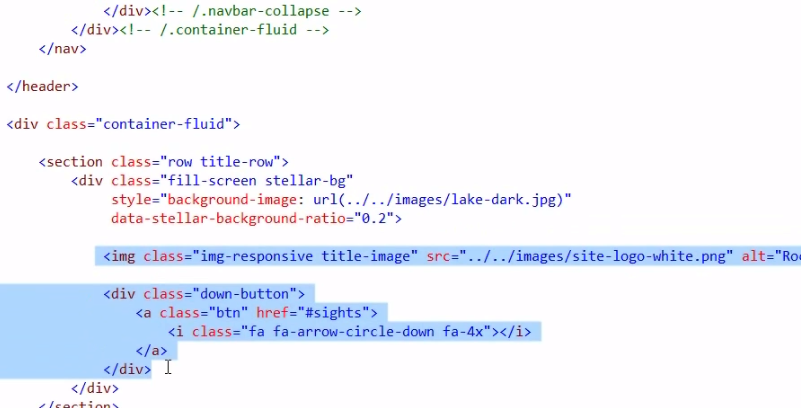 </div><!-- /.navbar-collapse -->
</div><!-- /.container-fluid -->
</nav>
</header>
<div class="container-fluid">
<section class="row title-row">
<div class="fill-screen stellar-bg"
style="background-image: url(../../images/lake-dark.jpg)"
data-stellar-background-ratio="0.2">
<img class="img-responsive title-image" src="../../images/site-logo-white.png" alt="Roc
<div class="down-button">
<a class="btn" href="#sights">
<i class="fa fa-arrow-circle-down fa-4x"></i>
</a>
</div>
</div>
</section>